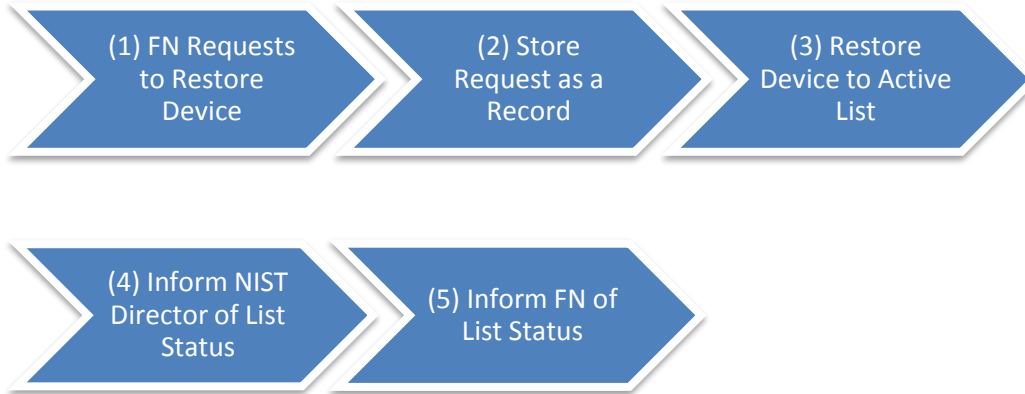 (1) FN Requests
to Restore
Device
(2) Store
Request as a
Record
(3) Restore
Device to Active
List
(4) Inform NIST
Director of List
Status
(5) Inform FN of
List Status